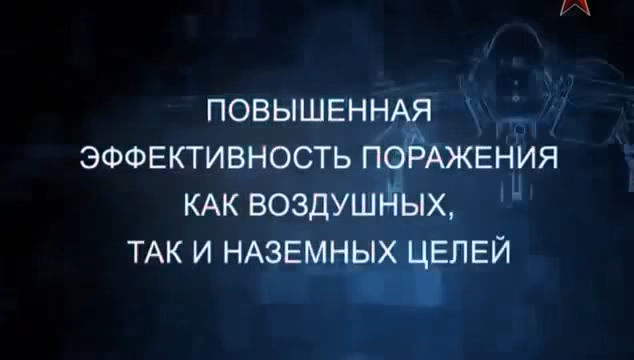 ПОВЫШЕННАЯ
ЭФФЕКТИВНОСТЬ ПОРАЖЕНИЯ
КАК ВОЗДУШНЫХ,
ТАК И НАЗЕМНЫХ ЦЕЛЕЙ